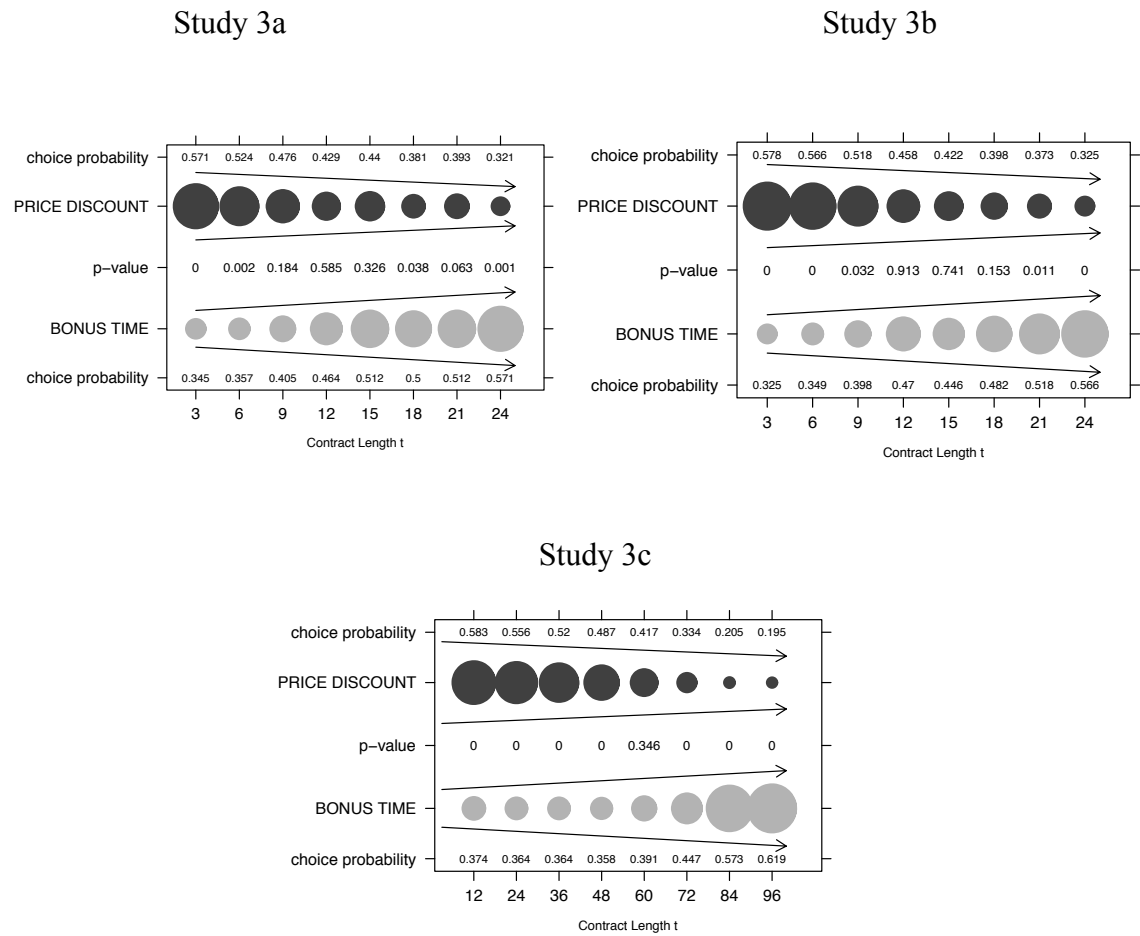 Study 3a
choice probability 0.571 0.524 0.476 0.429 0.44 0.381 0.393 0.321
PRICE DISCOUNT
p−value 0 0.002 0.184 0.585 0.326 0.038 0.063 0.001
BONUS TIME
choice probability 0.345 0.357 0.405 0.464 0.512 0.5 0.512 0.571
3 6 9 12 15 18 21 24
Contract Length t
Study 3b
choice probability 0.578 0.566 0.518 0.458 0.422 0.398 0.373 0.325
PRICE DISCOUNT
p−value 0 0 0.032 0.913 0.741 0.153 0.011 0
BONUS TIME
choice probability 0.325 0.349 0.398 0.47 0.446 0.482 0.518 0.566
3 6 9 12 15 18 21 24
Contract Length t
Study 3c
choice probability 0.583 0.556 0.52 0.487 0.417 0.334 0.205 0.195
PRICE DISCOUNT
p−value 0 0 0 0 0.346 0 0 0
BONUS TIME
choice probability 0.374 0.364 0.364 0.358 0.391 0.447 0.573 0.619
12 24 36 48 60 72 84 96
Contract Length t